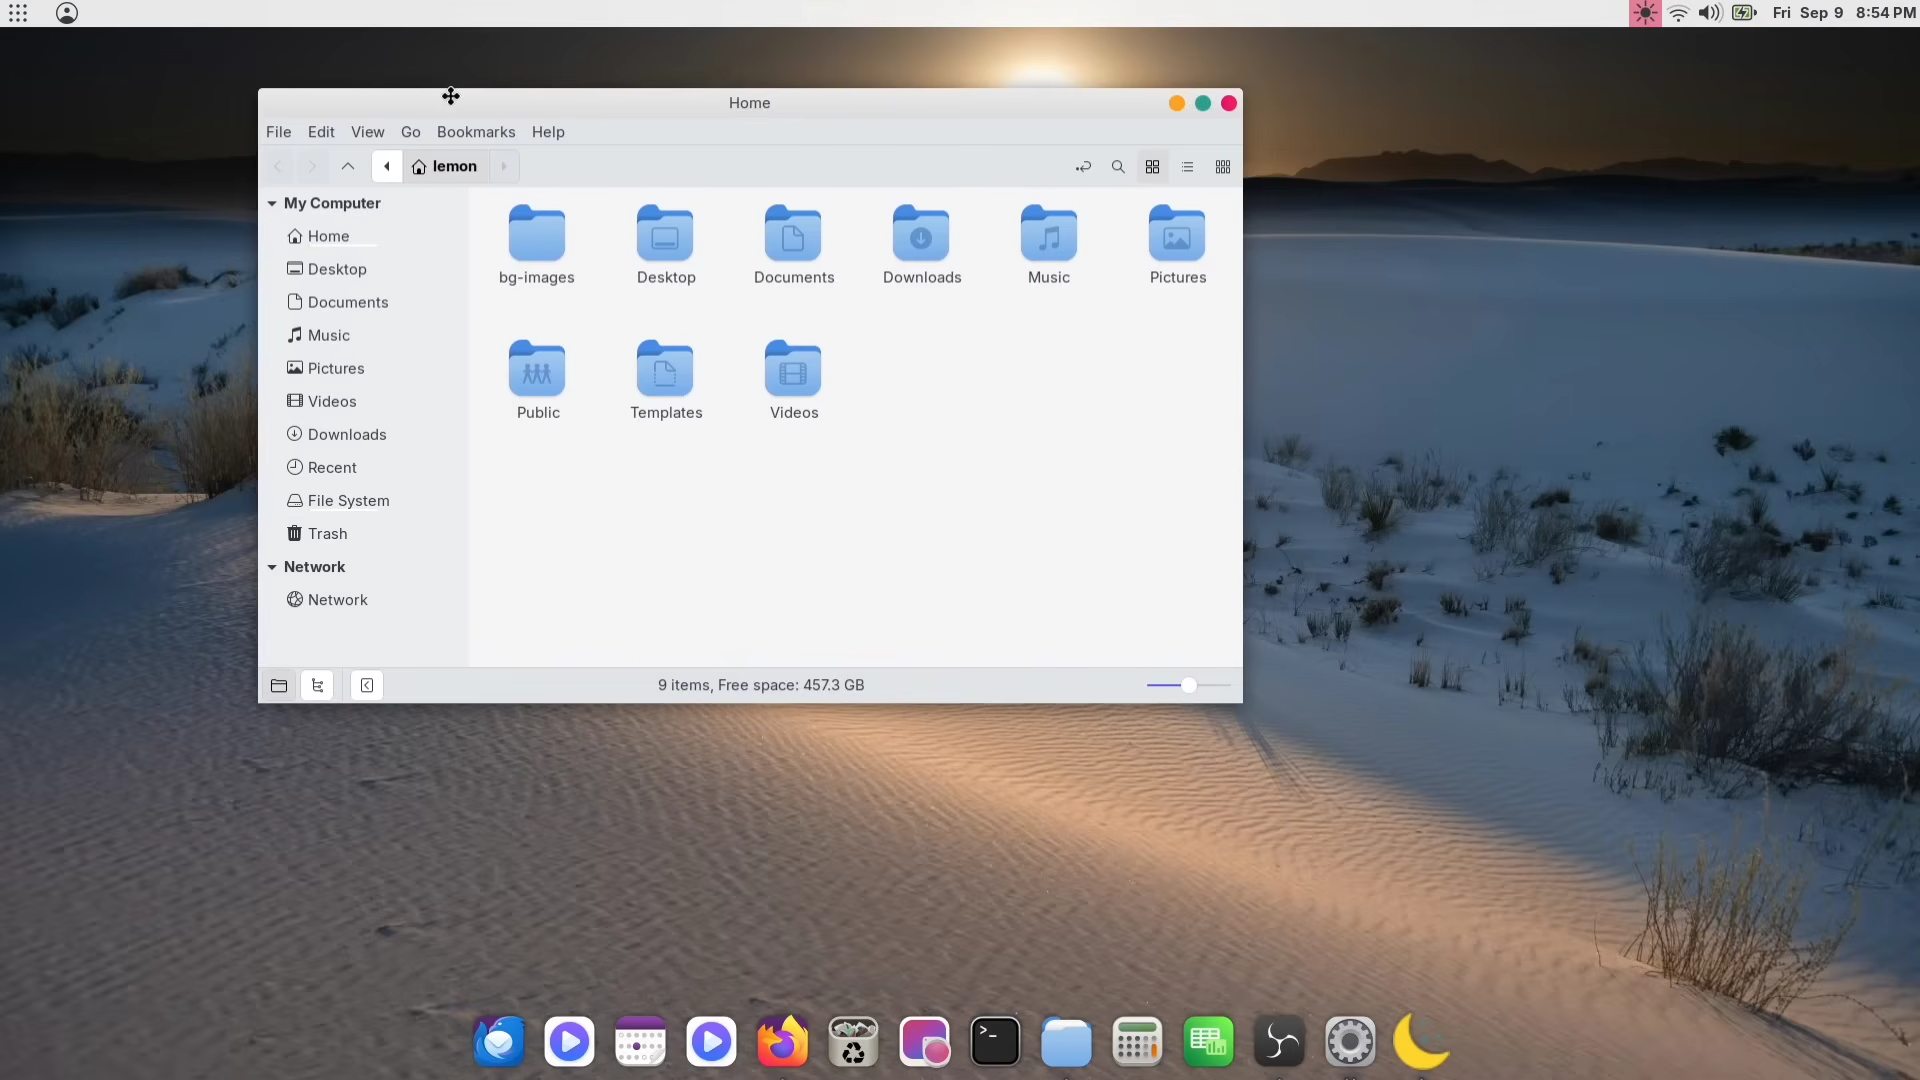 Fri Sep 9 8:54 PM
Home
File Edit View Go Bookmarks Help
lemon
My Computer
Home
Desktop
Documents
Music
Pictures
Videos
Downloads
Recent
File System
Trash
Network
Network
bg-images Desktop Documents Downloads Music Pictures
Public Templates Videos
9 items, Free space: 457.3 GB
>_